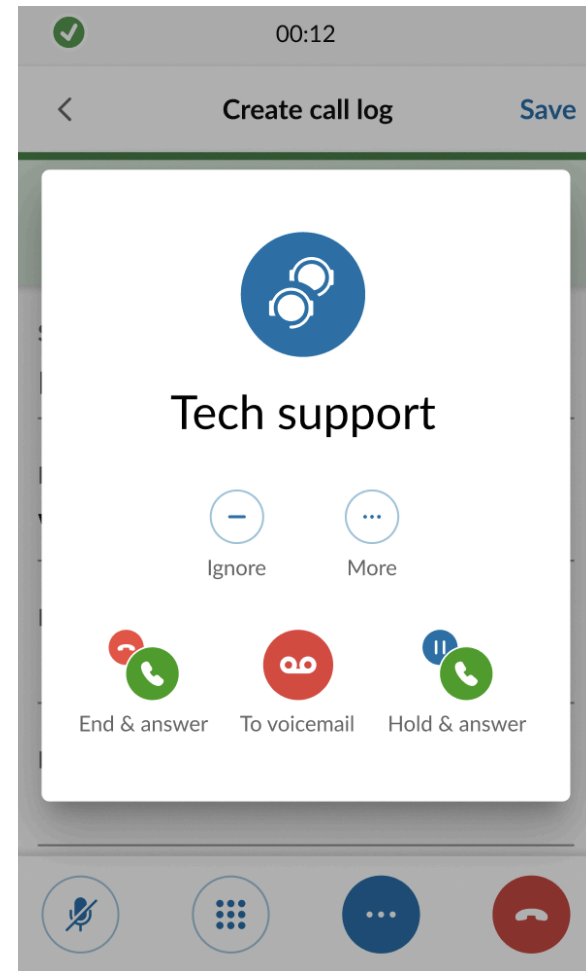 00:12
Create call log Save
Tech support
Ignore More
End & answer To voicemail Hold & answer